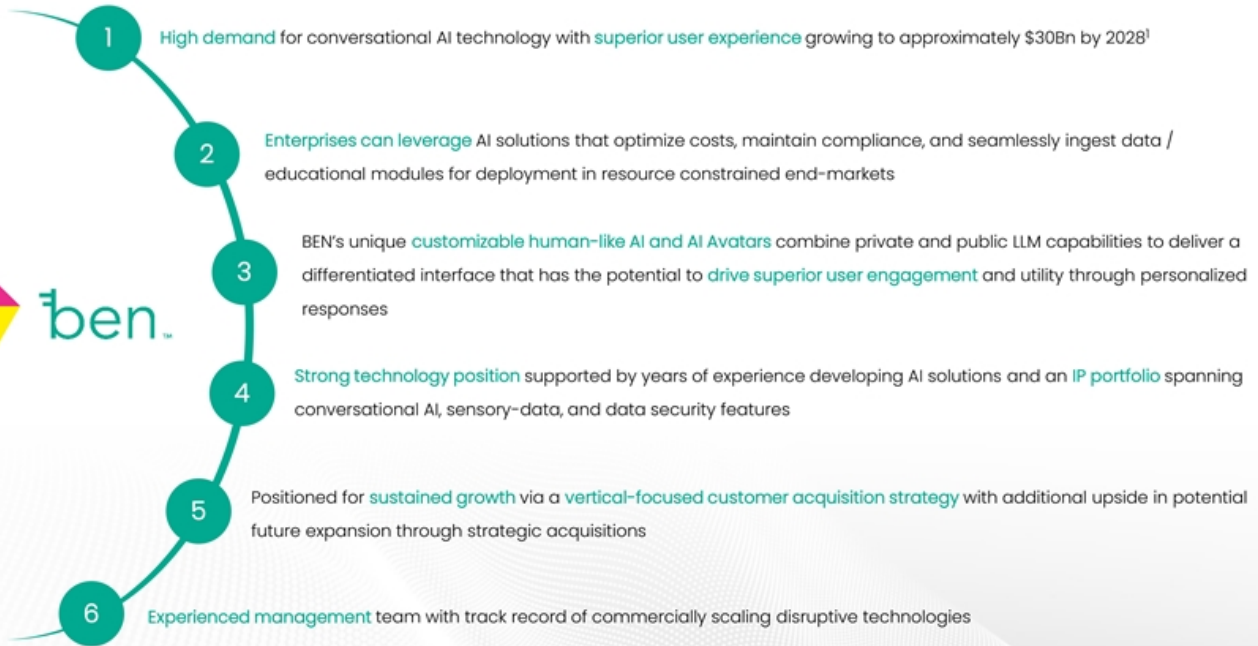 1
High demand for conversational AI technology with superior user experience growing to approximately $30Bn by 2028¹
2
Enterprises can leverage AI solutions that optimize costs, maintain compliance, and seamlessly ingest data /
educational modules for deployment in resource constrained end-markets
BEN's unique customizable human-like AI and AI Avatars combine private and public LLM capabilities to deliver a
3
differentiated interface that has the potential to drive superior user engagement and utility through personalized
responses
ben™
4
Strong technology position supported by years of experience developing AI solutions and an IP portfolio spanning
conversational AI, sensory-data, and data security features
5
Positioned for sustained growth via a vertical-focused customer acquisition strategy with additional upside in potential
future expansion through strategic acquisitions
6
Experienced management team with track record of commercially scaling disruptive technologies